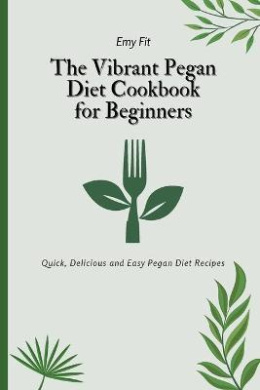 Emy Fit
The Vibrant Pegan
Diet Cookbook
for Beginners
Quick, Delicious and Easy Pegan Diet Recipes